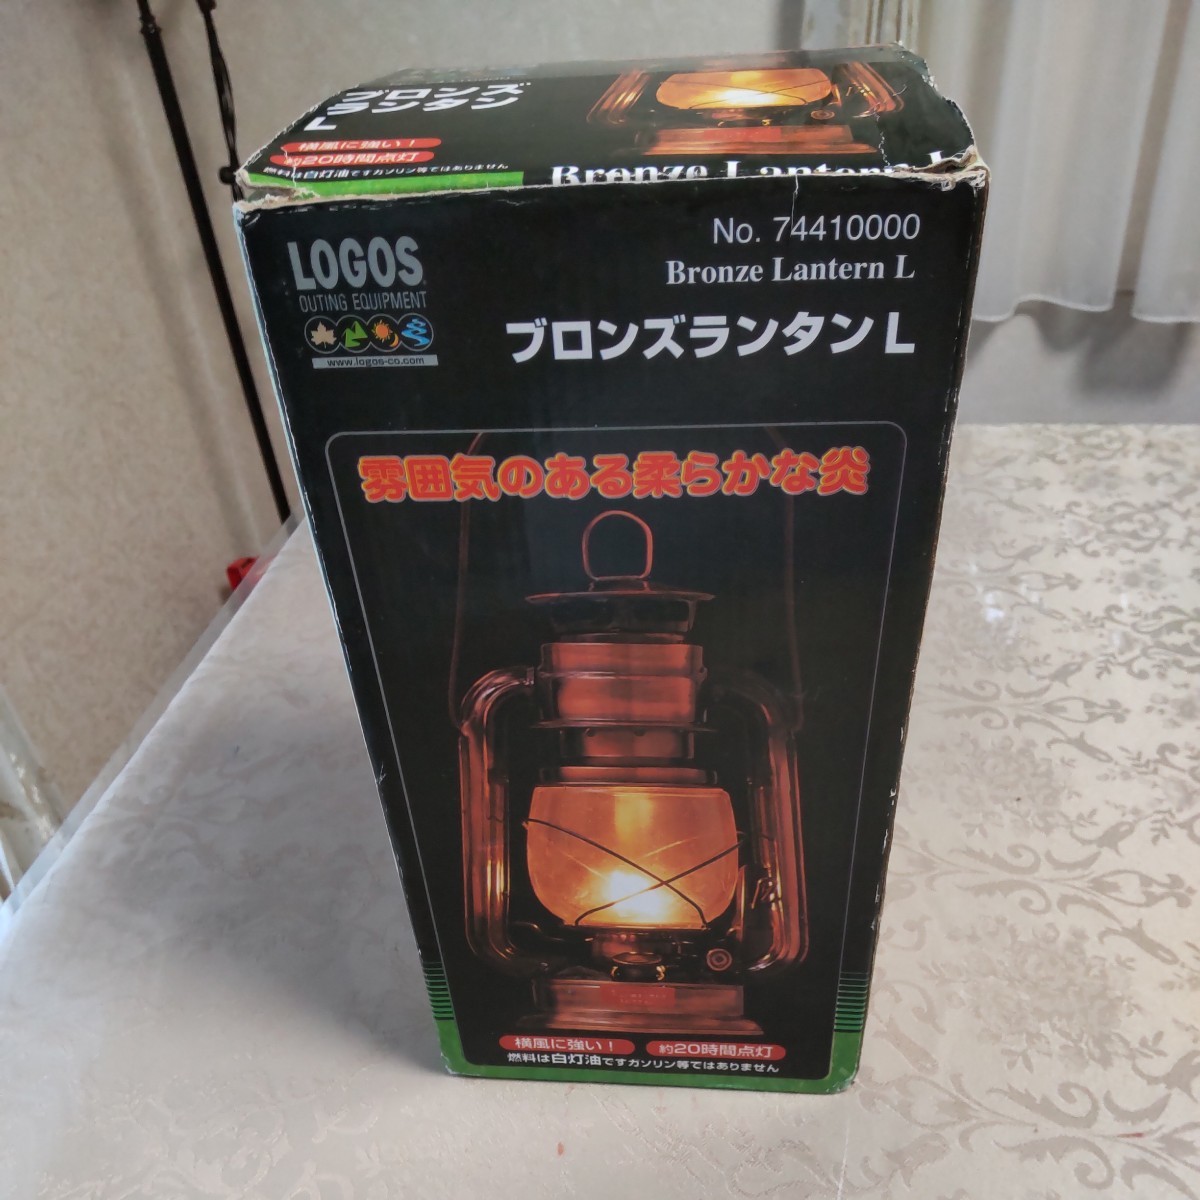 ブロンズ
ランタン
L
横風に強い！
約20時間点灯
燃料は白灯油ですガソリン等ではありません
Bronze Lantern L
LOGOS
OUTING EQUIPMENT
www.logos-co.com
No. 74410000
Bronze Lantern L
ブロンズランタンL
雰囲気のある柔らかな炎
横風に強い！
約20時間点灯
燃料は白灯油ですガソリン等ではありません